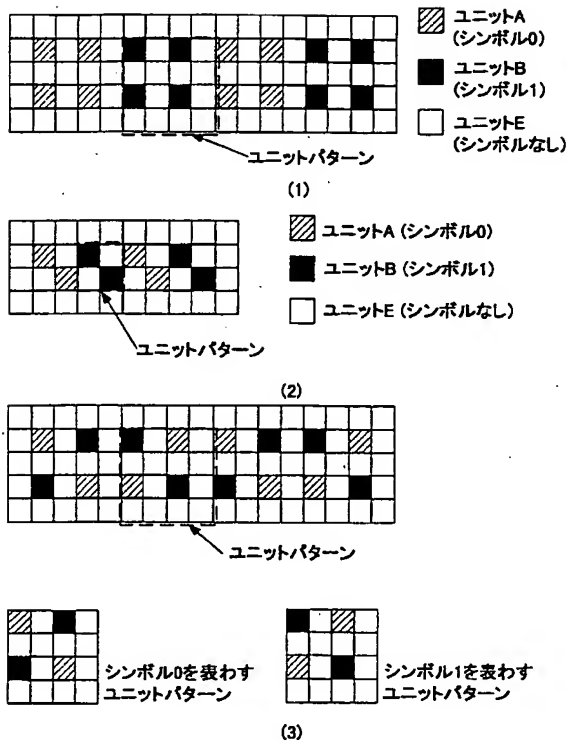 ユニットA
(シンボル0)
ユニットB
(シンボル1)
ユニットE
(シンボルなし)
ユニットパターン
(1)
ユニットA (シンボル0)
ユニットB (シンボル1)
ユニットE (シンボルなし)
ユニットパターン
(2)
ユニットパターン
シンボル0を表わす
ユニットパターン
シンボル1を表わす
ユニットパターン
(3)